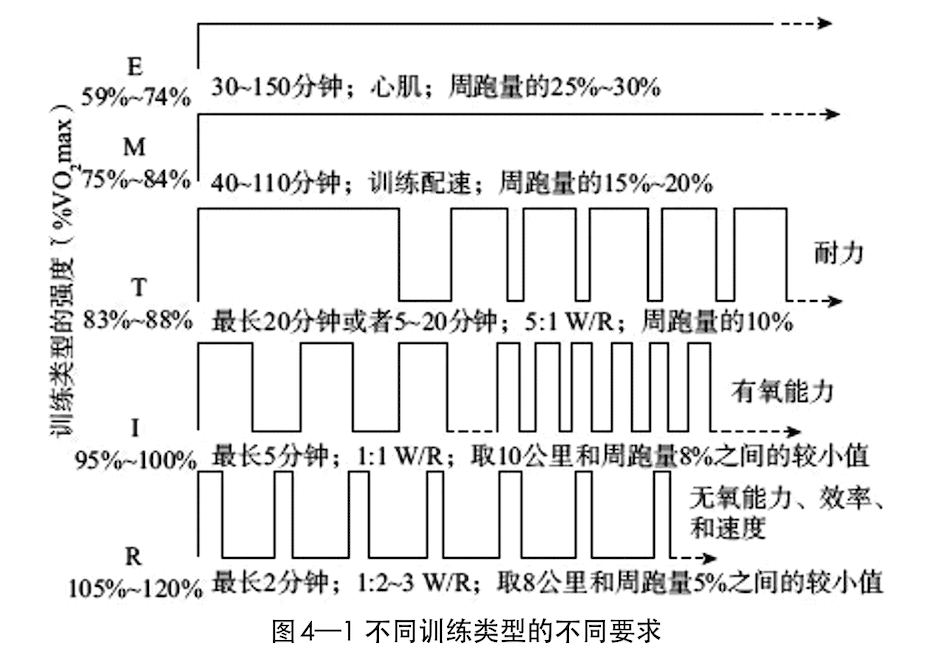 训练类型的强度（%VO2max）
E
59%~74%
30~150分钟；心肌；周跑量的25%~30%
M
75%~84%
40~110分钟；训练配速；周跑量的15%~20%
耐力
T
83%~88%
最长20分钟或者5~20分钟；5:1 W/R；周跑量的10%
有氧能力
I
95%~100%
最长5分钟；1:1 W/R；取10公里和周跑量8%之间的较小值
无氧能力、效率、
和速度
R
105%~120%
最长2分钟；1:2~3 W/R；取8公里和周跑量5%之间的较小值
图4—1 不同训练类型的不同要求